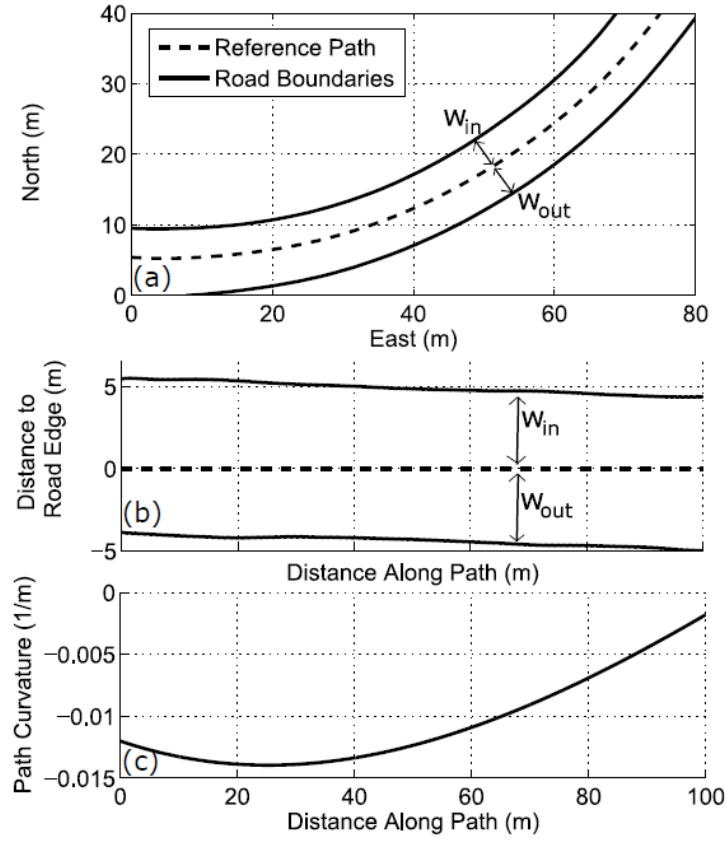 40
30
20
10
0
North (m)
Reference Path
Road Boundaries
W_in
W_out
(a)
0 20 40 60 80
East (m)
5
0
−5
Distance to
Road Edge (m)
W_in
W_out
(b)
Distance Along Path (m)
0
−0.005
−0.01
−0.015
Path Curvature (1/m)
(c)
0 20 40 60 80 100
Distance Along Path (m)